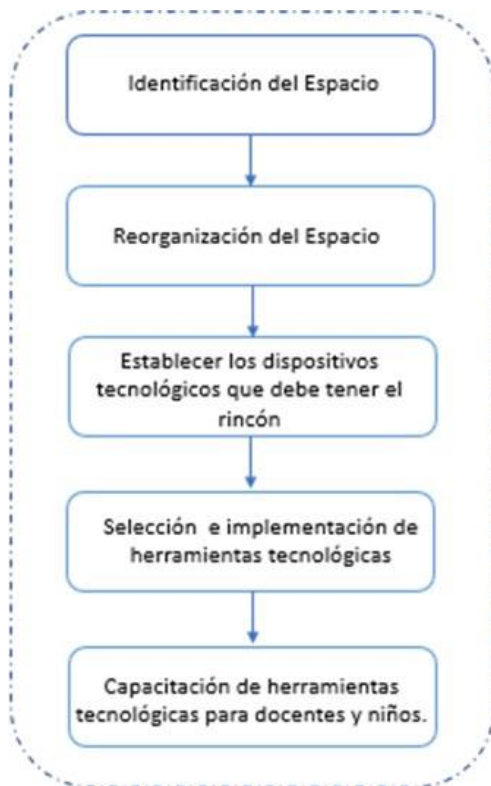 Identificación del Espacio
Reorganización del Espacio
Establecer los dispositivos
tecnológicos que debe tener el
rincón
Selección e implementación de
herramientas tecnológicas
Capacitación de herramientas
tecnológicas para docentes y niños.